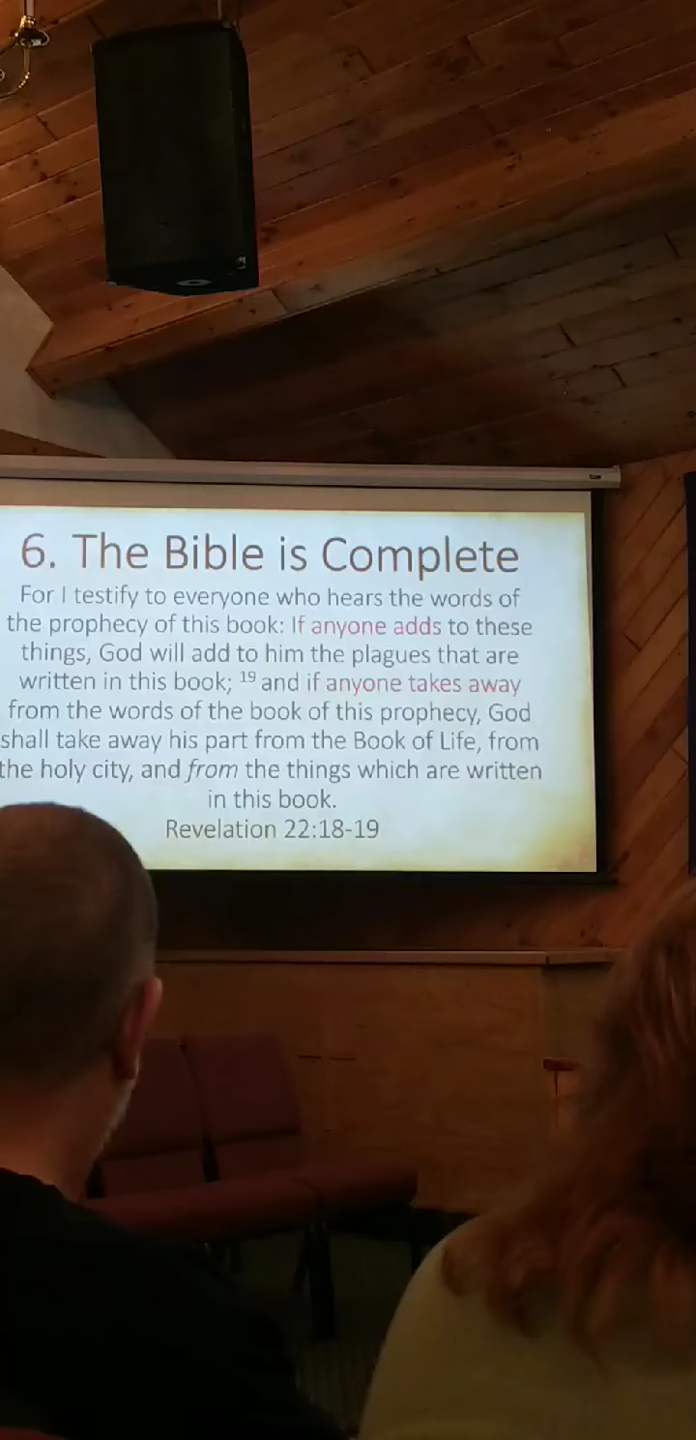 6. The Bible is Complete
For I testify to everyone who hears the words of
the prophecy of this book: If anyone adds to these
things, God will add to him the plagues that are
written in this book; ¹⁹ and if anyone takes away
from the words of the book of this prophecy, God
shall take away his part from the Book of Life, from
the holy city, and from the things which are written
in this book.
Revelation 22:18-19